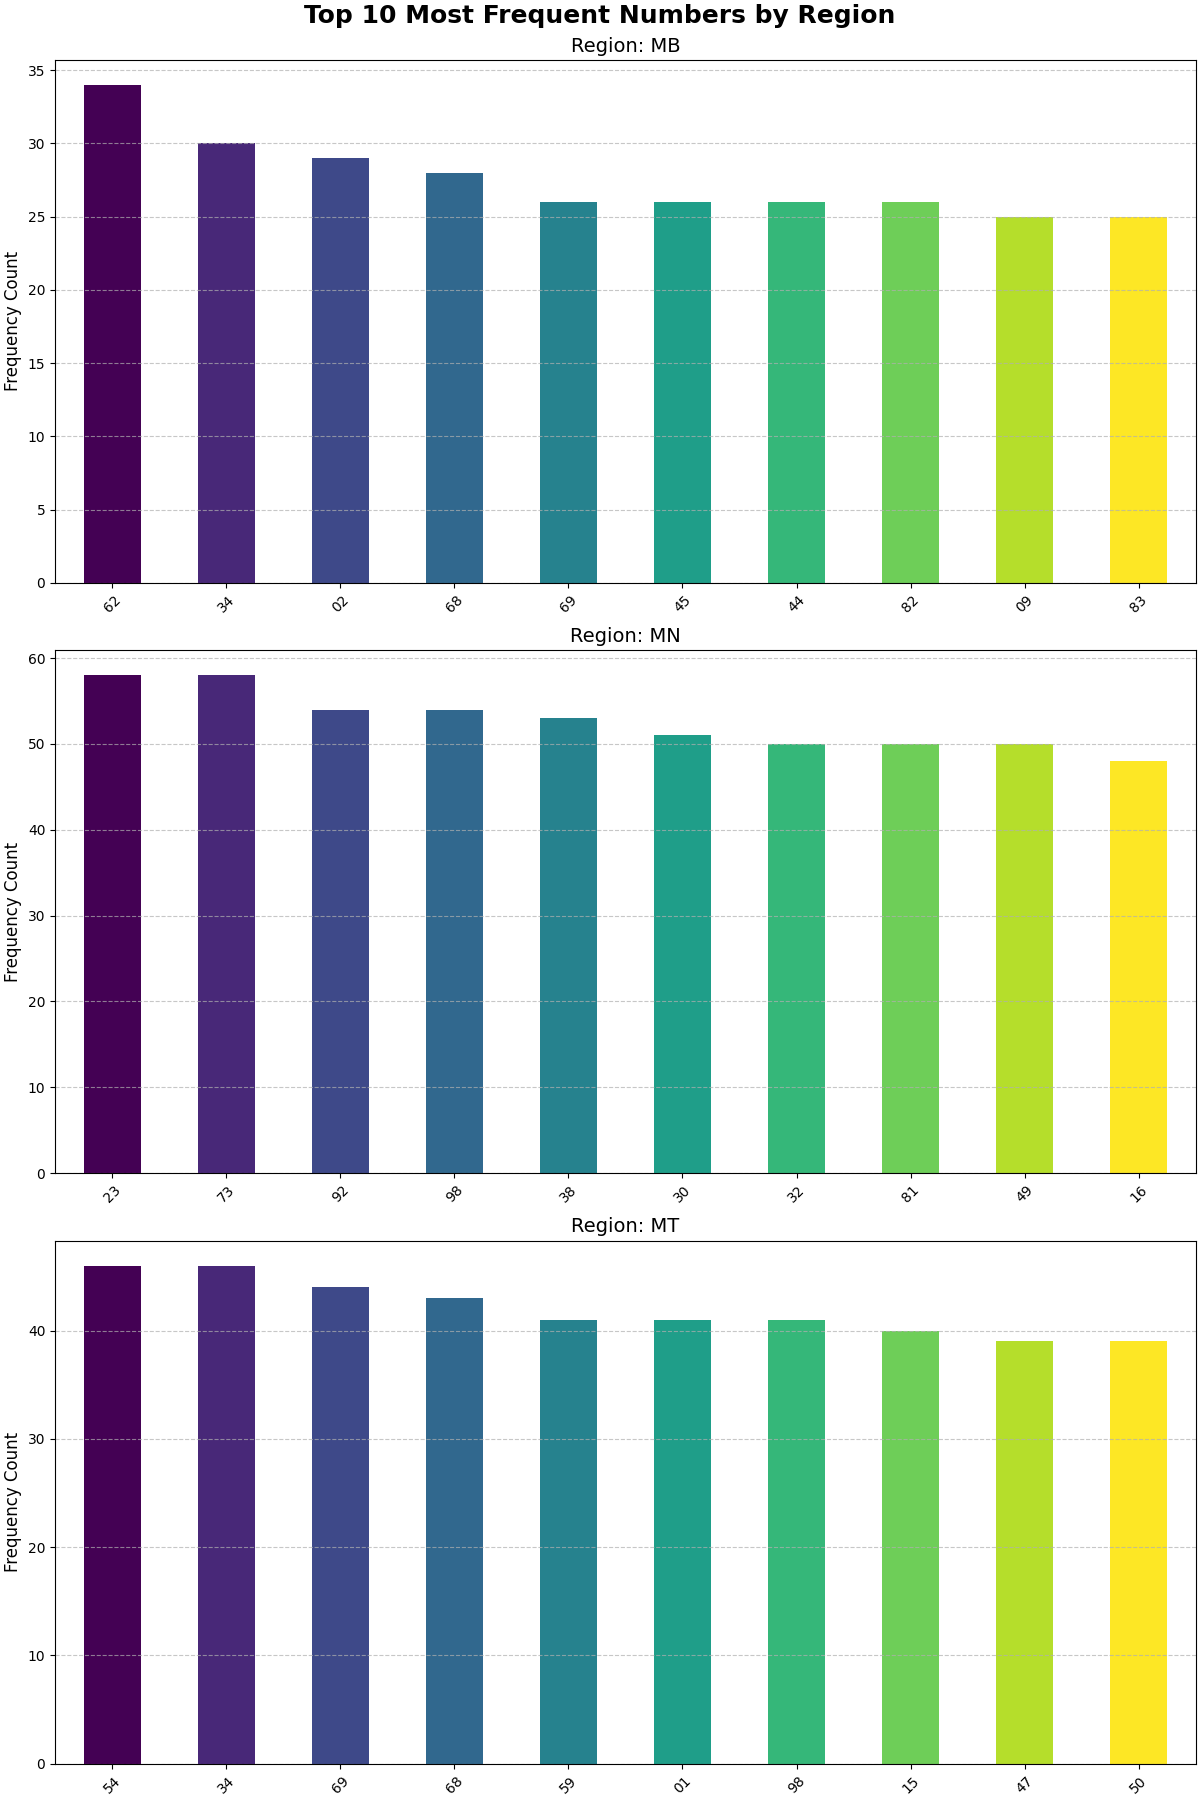 Top 10 Most Frequent Numbers by Region
Region: MB
Frequency Count
35
30
25
20
15
10
5
0
62 34 02 68 69 45 44 82 09 83
Region: MN
Frequency Count
60
50
40
30
20
10
0
23 73 92 98 38 30 32 81 49 16
Region: MT
Frequency Count
40
30
20
10
0
54 34 69 68 59 01 98 15 47 50